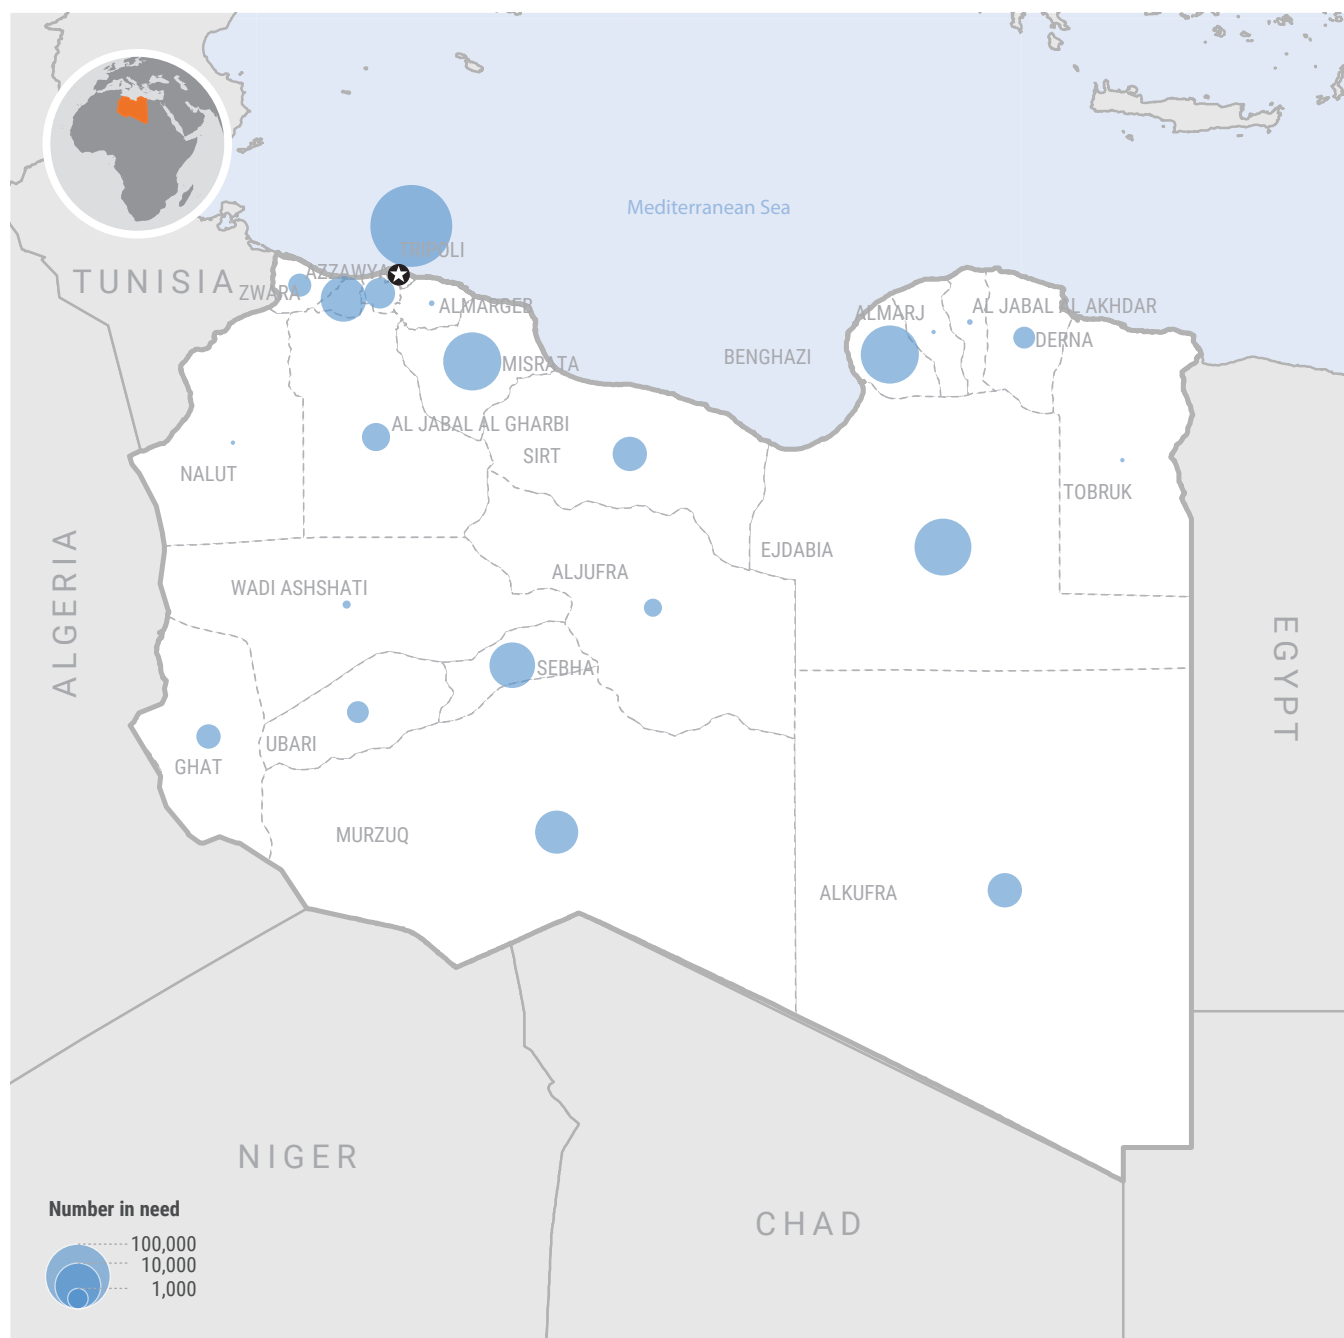 Mediterranean Sea
TRIPOLI
TUNISIA
AZZAWYA
ZWARA
ALMARGEB
ALMARJ
AL JABAL AL AKHDAR
DERNA
BENGHAZI
MISRATA
AL JABAL AL GHARBI
SIRT
NALUT
TOBRUK
EJDABIA
ALJUFRA
WADI ASHSHATI
ALGERIA
EGYPT
SEBHA
UBARI
GHAT
MURZUQ
ALKUFRA
NIGER
CHAD
Number in need
100,000
10,000
1,000